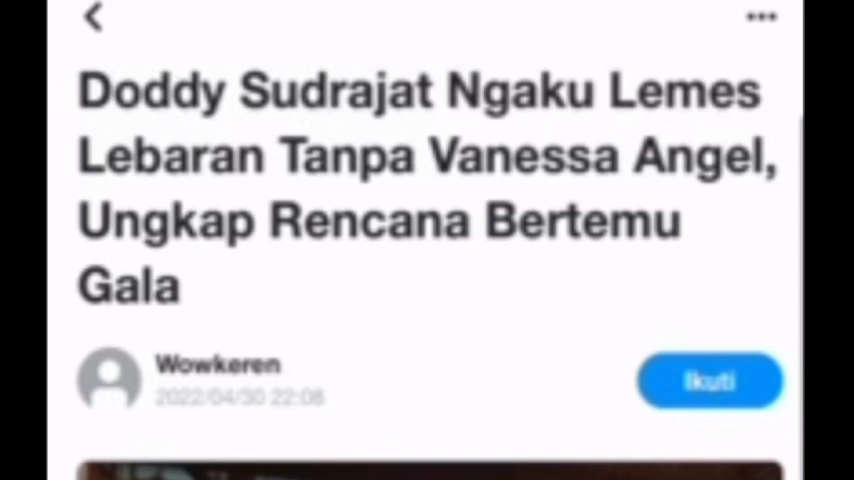 Doddy Sudrajat Ngaku Lemes
Lebaran Tanpa Vanessa Angel,
Ungkap Rencana Bertemu
Gala
Wowkeren
2022/04/30 22:08
Ikuti